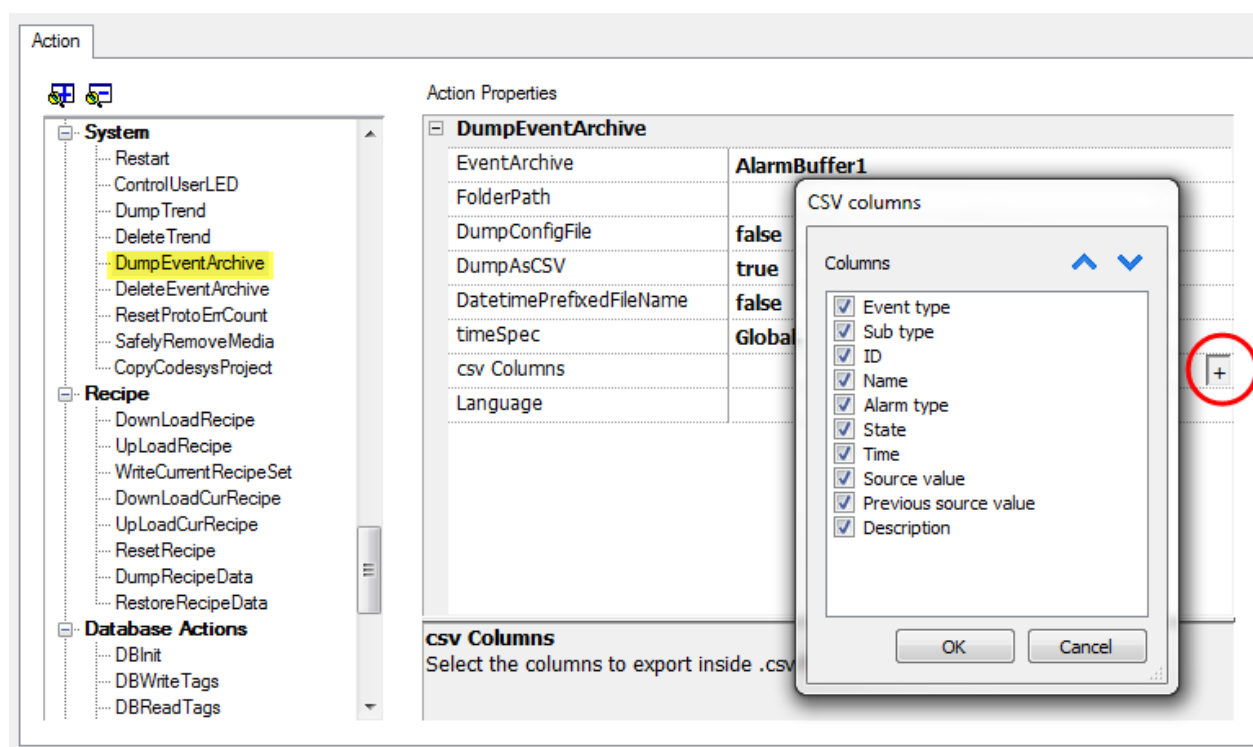 Action
Action Properties
System
Restart
ControlUserLED
DumpTrend
DeleteTrend
DumpEventArchive
DeleteEventArchive
ResetProtoErrCount
SafelyRemoveMedia
CopyCodesysProject
Recipe
DownLoadRecipe
UpLoadRecipe
WriteCurrentRecipeSet
DownLoadCurRecipe
UpLoadCurRecipe
ResetRecipe
DumpRecipeData
RestoreRecipeData
Database Actions
DBInit
DBWriteTags
DBReadTags
DumpEventArchive
EventArchive AlarmBuffer1
FolderPath
DumpConfigFile false
DumpAsCSV true
DatetimePrefixedFileName false
timeSpec Global
csv Columns +
Language
csv Columns
Select the columns to export inside .csv
CSV columns
Columns
Event type
Sub type
ID
Name
Alarm type
State
Time
Source value
Previous source value
Description
OK Cancel